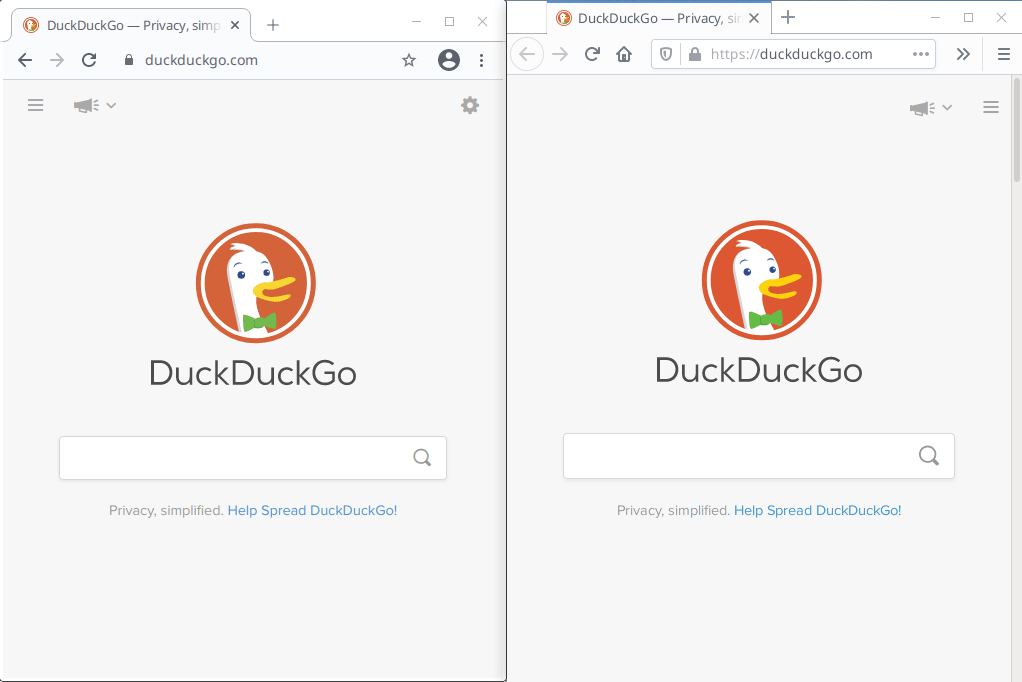 DuckDuckGo — Privacy, simp
duckduckgo.com
DuckDuckGo
Privacy, simplified. Help Spread DuckDuckGo!
DuckDuckGo — Privacy, sin
https://duckduckgo.com
DuckDuckGo
Privacy, simplified. Help Spread DuckDuckGo!